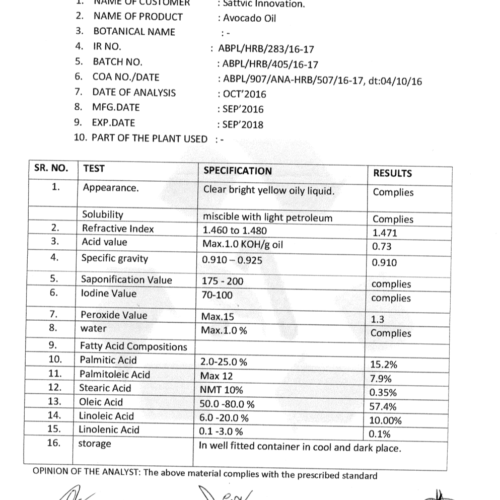 1. NAME OF CUSTOMER : Sattvic Innovation.
2. NAME OF PRODUCT : Avocado Oil
3. BOTANICAL NAME : -
4. IR NO. : ABPL/HRB/283/16-17
5. BATCH NO. : ABPL/HRB/405/16-17
6. COA NO./DATE : ABPL/907/ANA-HRB/507/16-17, dt:04/10/16
7. DATE OF ANALYSIS : OCT'2016
8. MFG.DATE : SEP'2016
9. EXP.DATE : SEP'2018
10. PART OF THE PLANT USED : -
SR. NO. TEST SPECIFICATION RESULTS
1. Appearance. Clear bright yellow oily liquid. Complies
Solubility miscible with light petroleum Complies
2. Refractive Index 1.460 to 1.480 1.471
3. Acid value Max.1.0 KOH/g oil 0.73
4. Specific gravity 0.910 – 0.925 0.910
5. Saponification Value 175 - 200 complies
6. Iodine Value 70-100 complies
7. Peroxide Value Max.15 1.3
8. water Max.1.0 % Complies
9. Fatty Acid Compositions
10. Palmitic Acid 2.0-25.0 % 15.2%
11. Palmitoleic Acid Max 12 7.9%
12. Stearic Acid NMT 10% 0.35%
13. Oleic Acid 50.0 -80.0 % 57.4%
14. Linoleic Acid 6.0 -20.0 % 10.00%
15. Linolenic Acid 0.1 -3.0 % 0.1%
16. storage In well fitted container in cool and dark place.
OPINION OF THE ANALYST: The above material complies with the prescribed standard